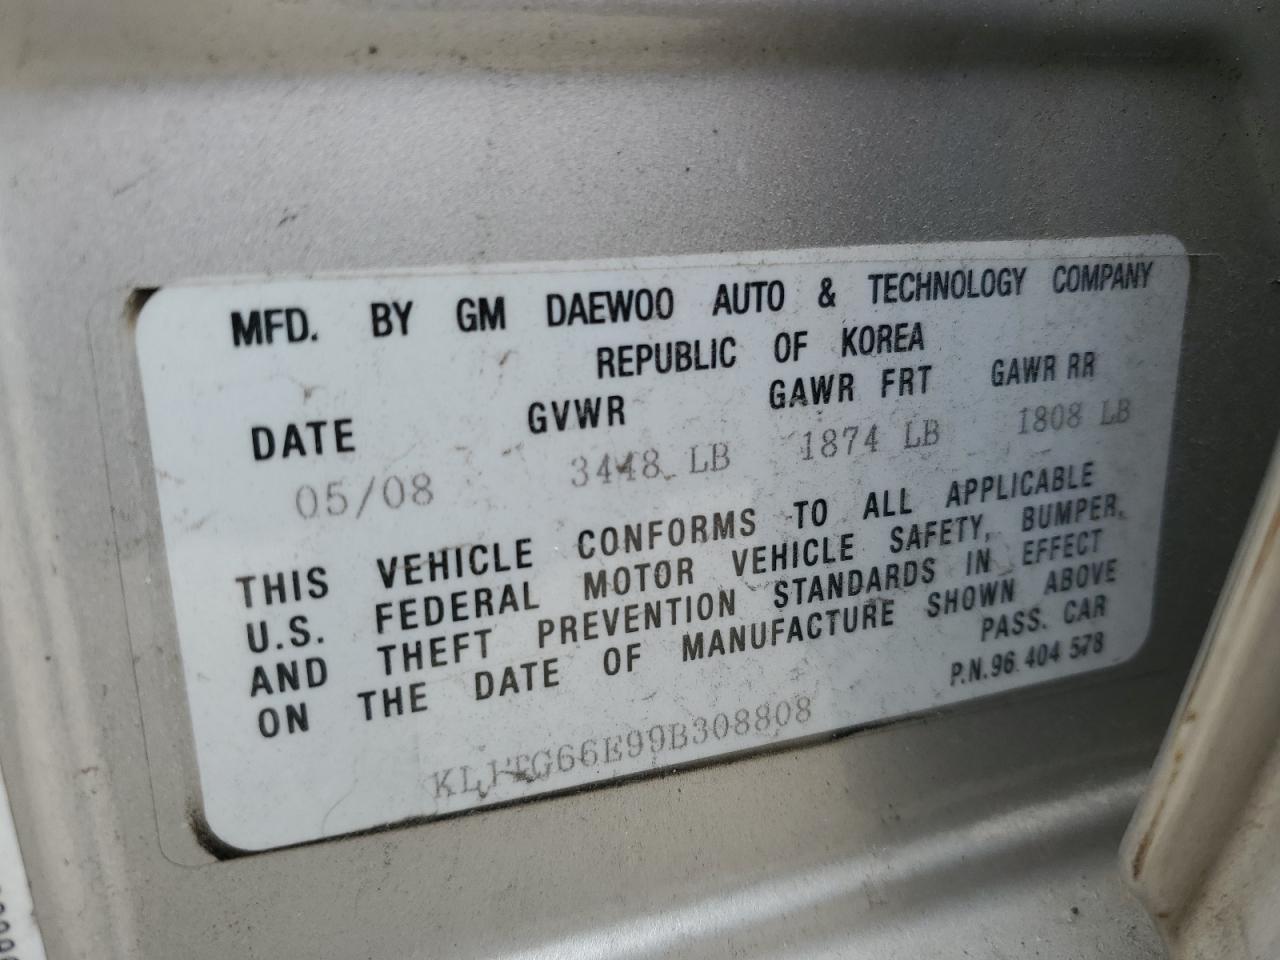 MFD. BY GM DAEWOO AUTO & TECHNOLOGY COMPANY
REPUBLIC OF KOREA
DATE GVWR GAWR FRT GAWR RR
05/08 3448 LB 1874 LB 1808 LB
THIS VEHICLE CONFORMS TO ALL APPLICABLE
U.S. FEDERAL MOTOR VEHICLE SAFETY, BUMPER,
AND THEFT PREVENTION STANDARDS IN EFFECT
ON THE DATE OF MANUFACTURE SHOWN ABOVE
PASS. CAR
P.N.96 404 578